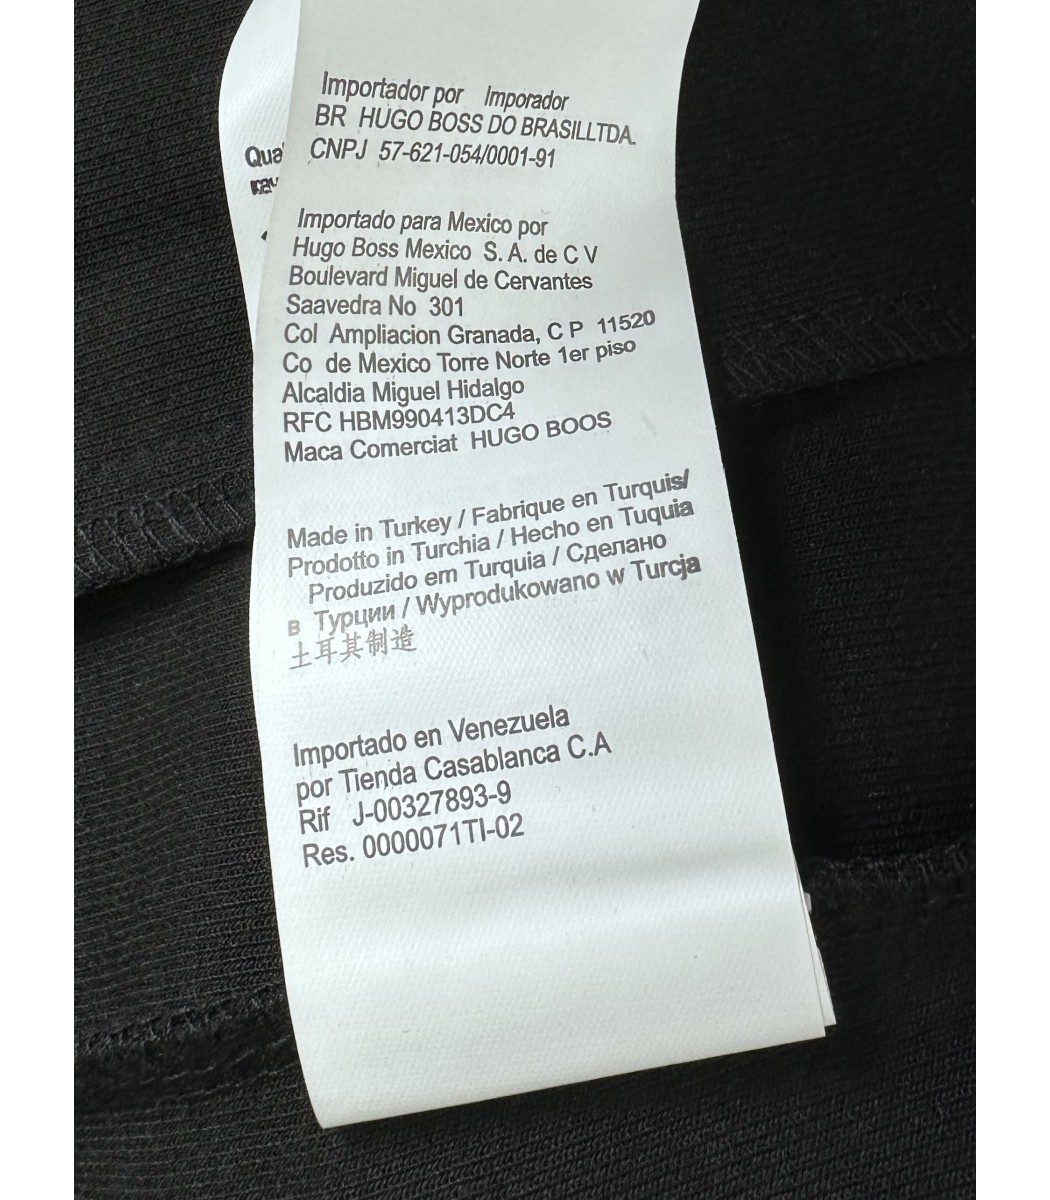 Importador por Imporador
BR HUGO BOSS DO BRASILLTDA.
CNPJ 57-621-054/0001-91
Qua
Importado para Mexico por
Hugo Boss Mexico S. A. de C V
Boulevard Miguel de Cervantes
Saavedra No 301
Col Ampliacion Granada, C P 11520
Co de Mexico Torre Norte 1er piso
Alcaldia Miguel Hidalgo
RFC HBM990413DC4
Maca Comerciat HUGO BOOS
Made in Turkey / Fabrique en Turquis/
Prodotto in Turchia / Hecho en Tuquia
Produzido em Turquia / Сделано
в Турции / Wyprodukowano w Turcja
土耳其制造
Importado en Venezuela
por Tienda Casablanca C.A
Rif J-00327893-9
Res. 0000071TI-02